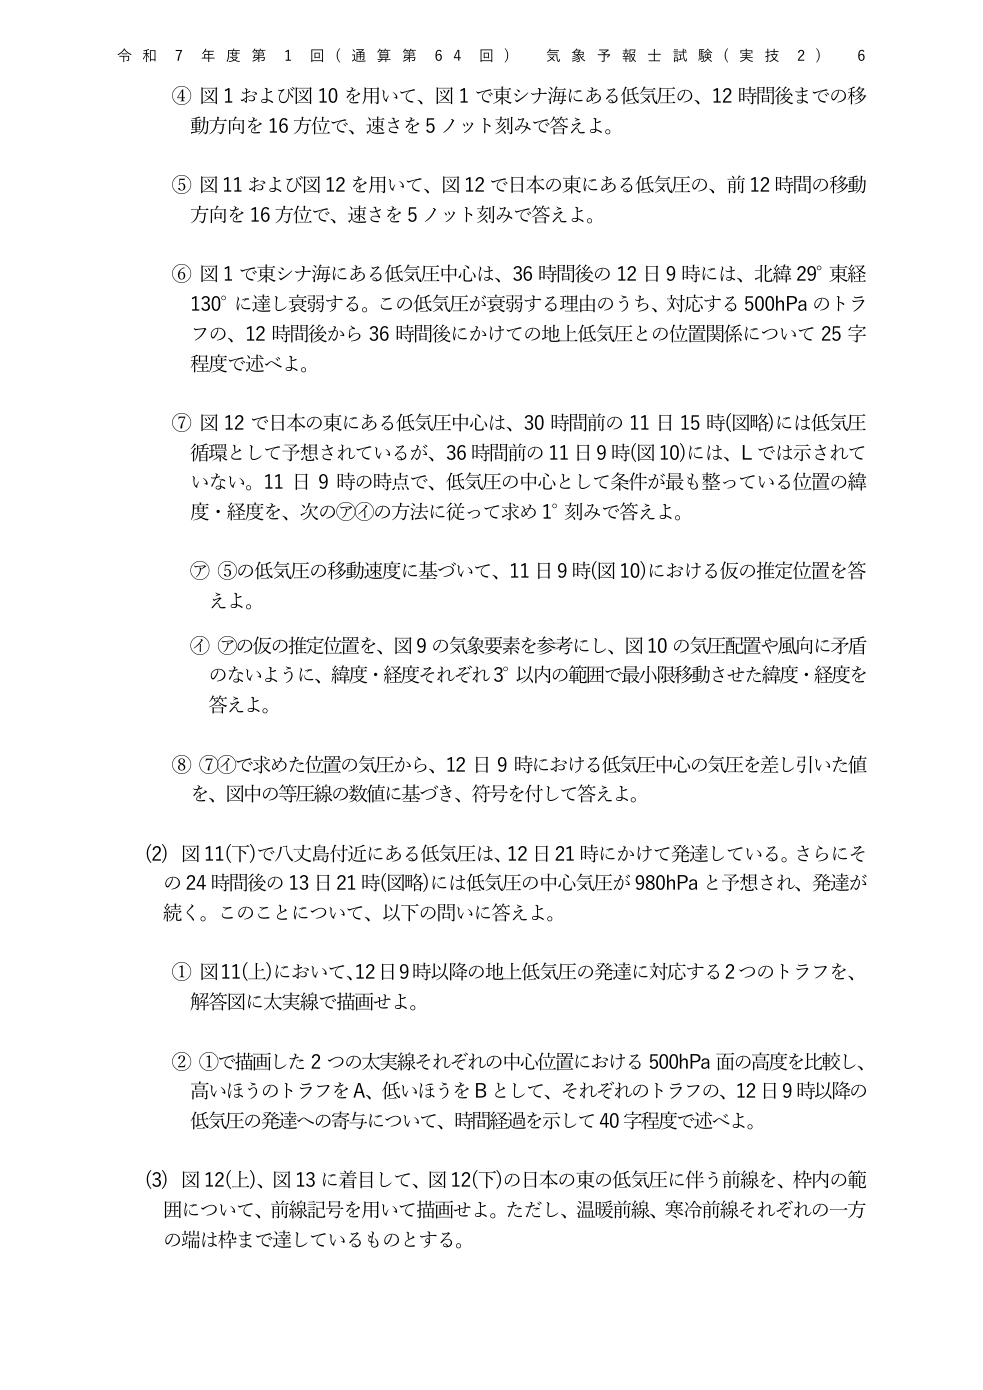 令和7年度第1回(通算第64回) 気象予報士試験(実技2) 6
④ 図1および図10を用いて、図1で東シナ海にある低気圧の、12時間後までの移
動方向を16方位で、速さを5ノット刻みで答えよ。
⑤ 図11および図12を用いて、図12で日本の東にある低気圧の、前12時間の移動
方向を16方位で、速さを5ノット刻みで答えよ。
⑥ 図1で東シナ海にある低気圧中心は、36時間後の12日9時には、北緯29°東経
130°に達し衰弱する。この低気圧が衰弱する理由のうち、対応する500hPaのトラ
フの、12時間後から36時間後にかけての地上低気圧との位置関係について25字
程度で述べよ。
⑦ 図12で日本の東にある低気圧中心は、30時間前の11日15時(図略)には低気圧
循環として予想されているが、36時間前の11日9時(図10)には、Lでは示されて
いない。11日9時の時点で、低気圧の中心として条件が最も整っている位置の緯
度・経度を、次の㋐㋑の方法に従って求め1°刻みで答えよ。
㋐ ⑤の低気圧の移動速度に基づいて、11日9時(図10)における仮の推定位置を答
えよ。
㋑ ㋐の仮の推定位置を、図9の気象要素を参考にし、図10の気圧配置や風向に矛盾
のないように、緯度・経度それぞれ3°以内の範囲で最小限移動させた緯度・経度を
答えよ。
⑧ ⑦㋑で求めた位置の気圧から、12日9時における低気圧中心の気圧を差し引いた値
を、図中の等圧線の数値に基づき、符号を付して答えよ。
(2) 図11(下)で八丈島付近にある低気圧は、12日21時にかけて発達している。さらにそ
の24時間後の13日21時(図略)には低気圧の中心気圧が980hPaと予想され、発達が
続く。このことについて、以下の問いに答えよ。
① 図11(上)において、12日9時以降の地上低気圧の発達に対応する2つのトラフを、
解答図に太実線で描画せよ。
② ①で描画した2つの太実線それぞれの中心位置における500hPa面の高度を比較し、
高いほうのトラフをA、低いほうをBとして、それぞれのトラフの、12日9時以降の
低気圧の発達への寄与について、時間経過を示して40字程度で述べよ。
(3) 図12(上)、図13に着目して、図12(下)の日本の東の低気圧に伴う前線を、枠内の範
囲について、前線記号を用いて描画せよ。ただし、温暖前線、寒冷前線それぞれの一方
の端は枠まで達しているものとする。